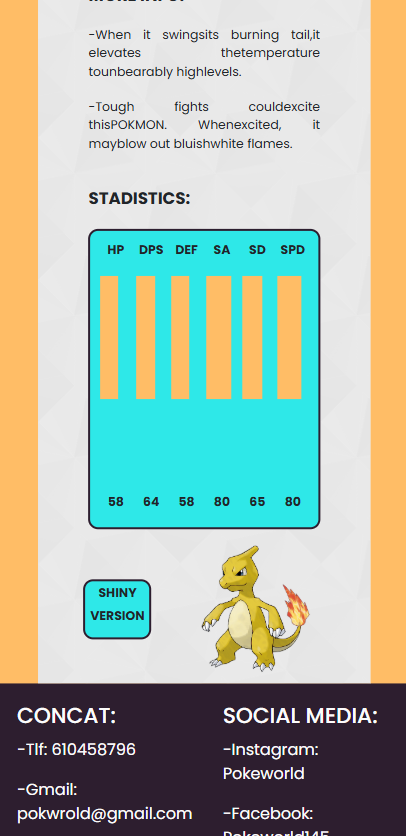 -When it swingsits burning tail,it
elevates thetemperature
tounbearably highlevels.
-Tough fights couldexcite
thisPOKMON. Whenexcited, it
mayblow out bluishwhite flames.
STADISTICS:
HP DPS DEF SA SD SPD
58 64 58 80 65 80
SHINY
VERSION
CONCAT:
-Tlf: 610458796
-Gmail:
pokwrold@gmail.com
SOCIAL MEDIA:
-Instagram:
Pokeworld
-Facebook:
Pokeworld145